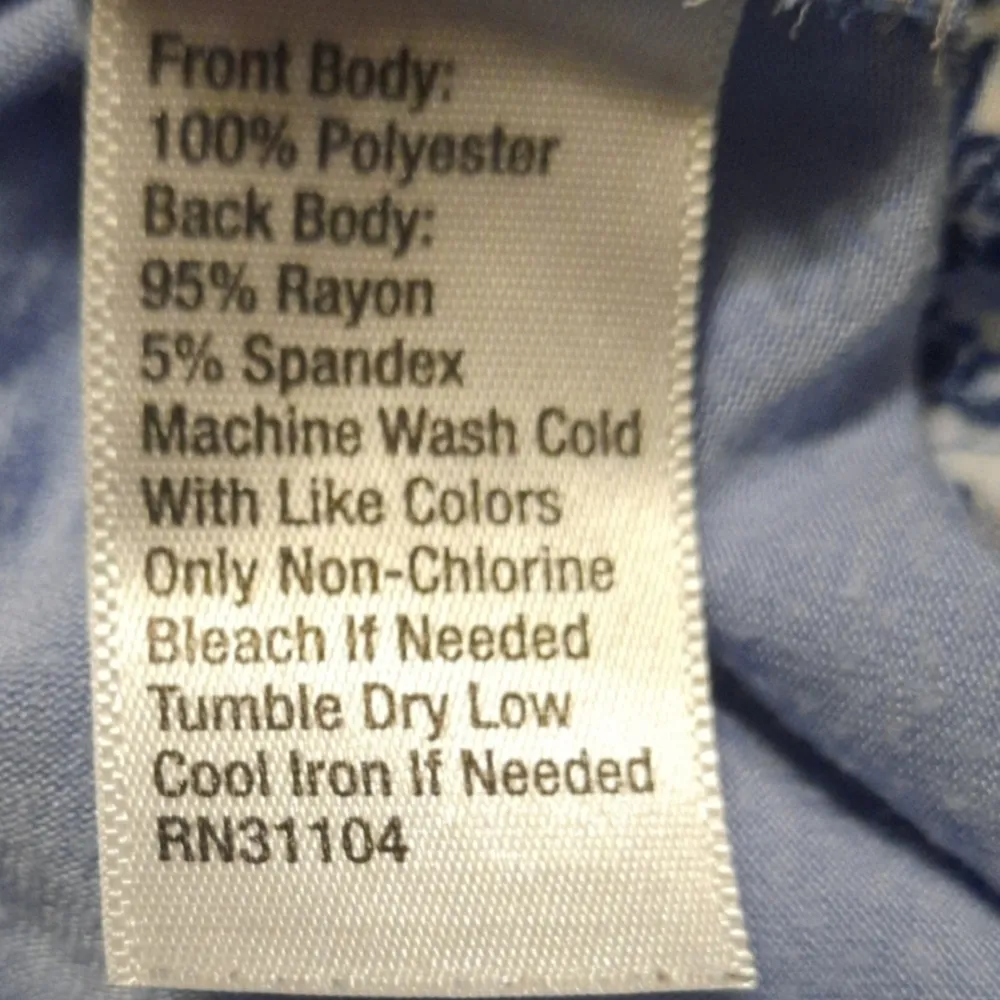 Front Body:
100% Polyester
Back Body:
95% Rayon
5% Spandex
Machine Wash Cold
With Like Colors
Only Non-Chlorine
Bleach If Needed
Tumble Dry Low
Cool Iron If Needed
RN31104